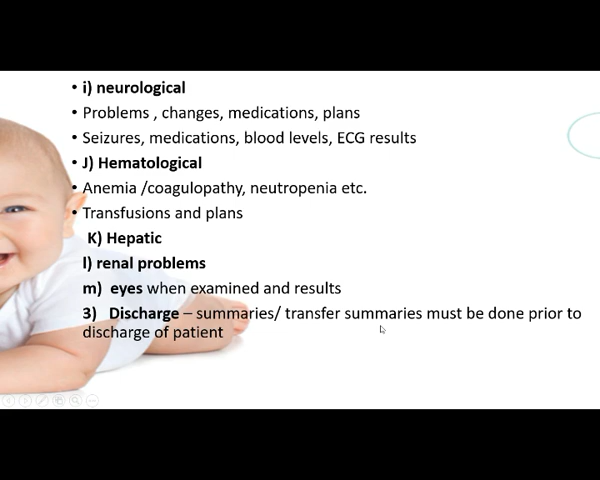 • i) neurological
• Problems , changes, medications, plans
• Seizures, medications, blood levels, ECG results
• J) Hematological
• Anemia /coagulopathy, neutropenia etc.
• Transfusions and plans
K) Hepatic
l) renal problems
m) eyes when examined and results
3) Discharge – summaries/ transfer summaries must be done prior to
discharge of patient